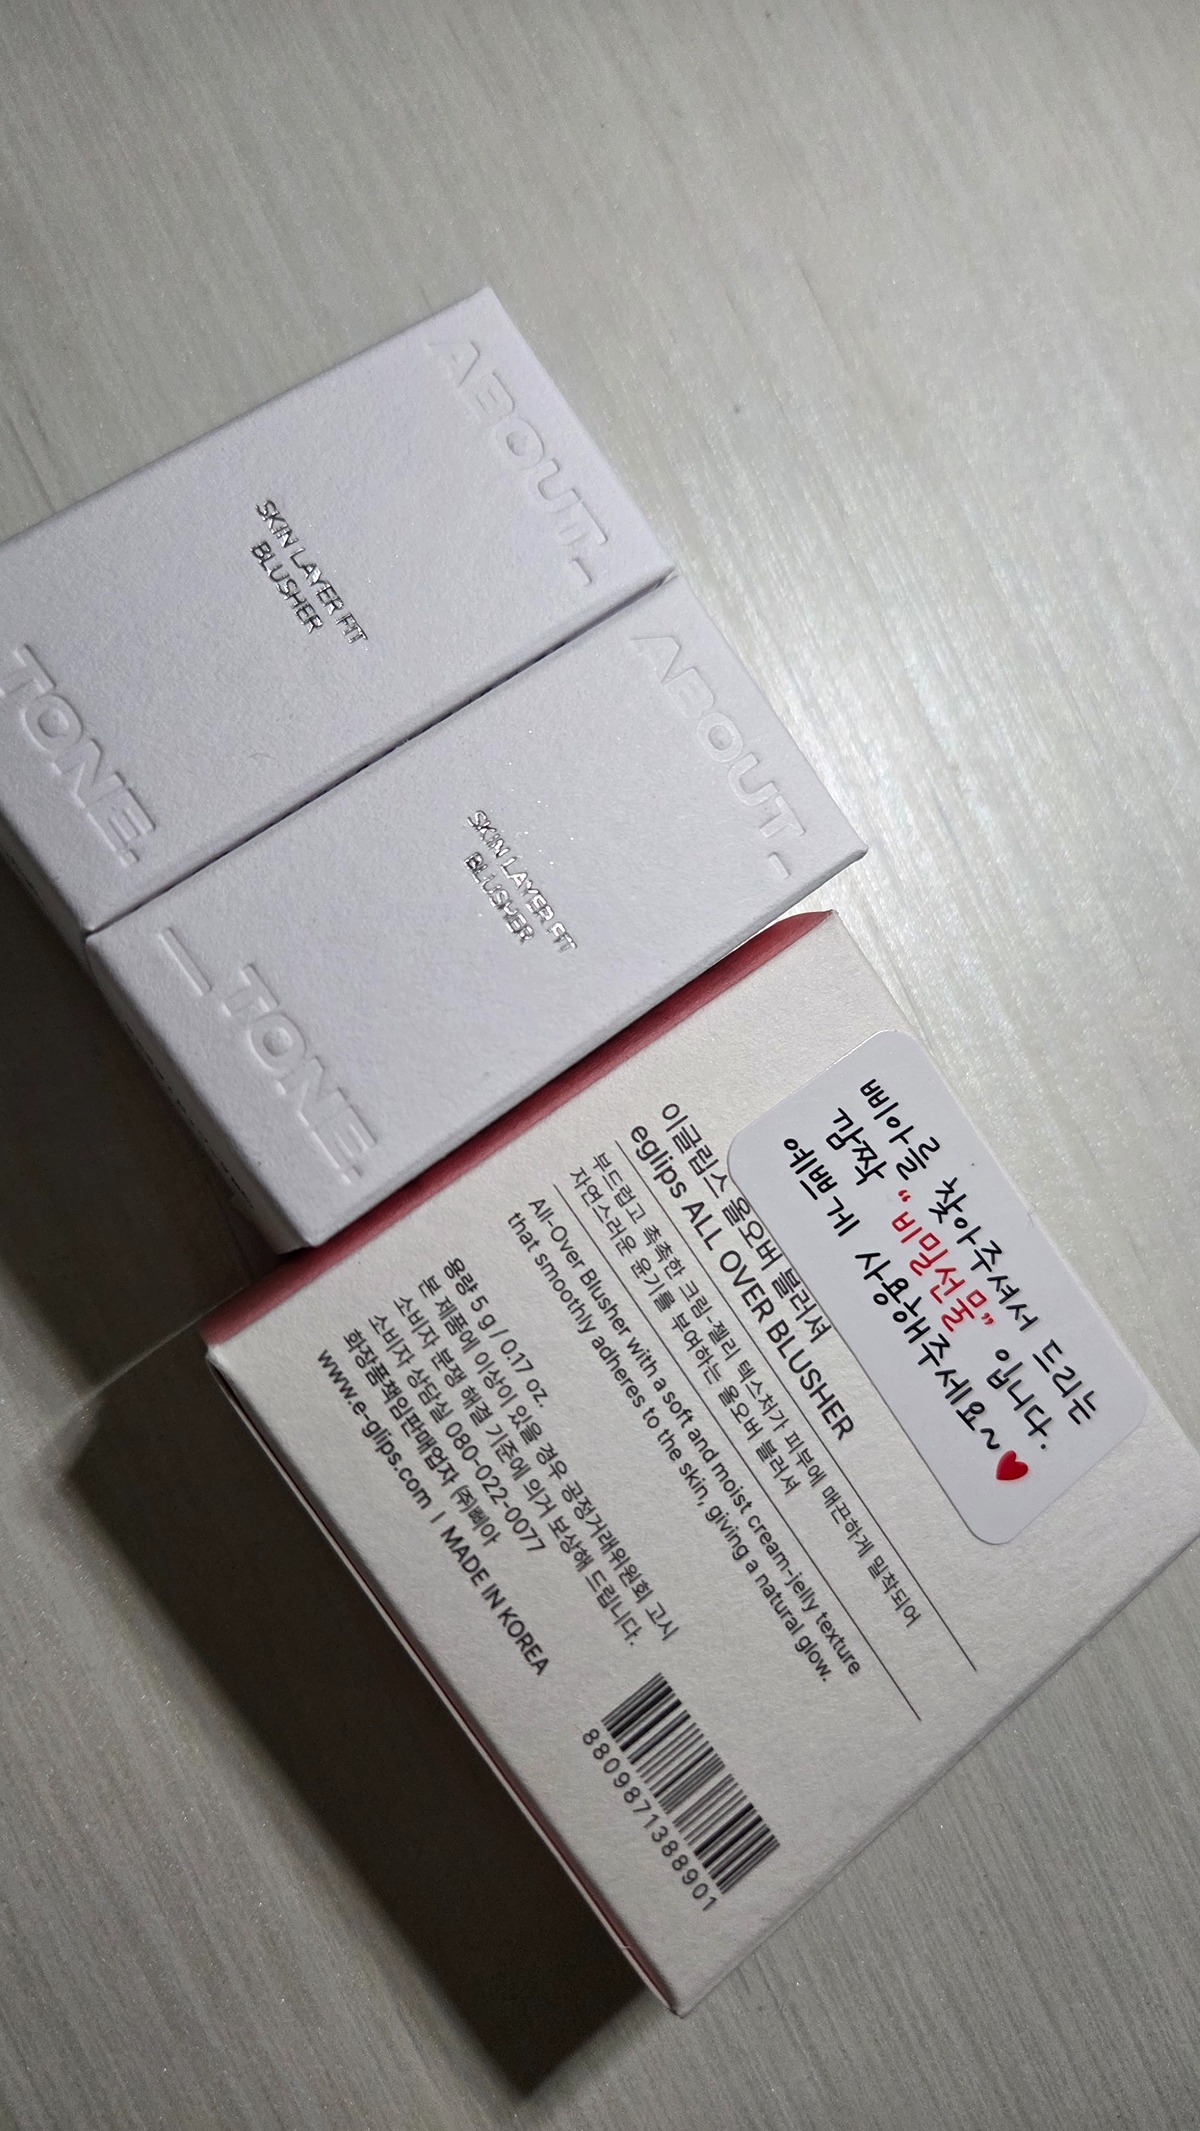 ABOUT_
SKIN LAYER FIT
BLUSHER
TONE.
ABOUT_
SKIN LAYER FIT
BLUSHER
_TONE.
삐아를 찾아주셔서 드리는
깜짝 “비밀선물” 입니다.
예쁘게 사용해주세요~♥
이글립스 올오버 블러셔
eglips ALL OVER BLUSHER
부드럽고 촉촉한 크림-젤리 텍스처가 피부에 매끈하게 밀착되어
자연스러운 윤기를 부여하는 올오버 블러셔
All-Over Blusher with a soft and moist cream-jelly texture
that smoothly adheres to the skin, giving a natural glow.
용량 5 g / 0.17 oz.
본 제품에 이상이 있을 경우 공정거래위원회 고시
소비자 분쟁 해결 기준에 의거 보상해 드립니다.
소비자 상담실 080-022-0077
화장품책임판매업자 ㈜삐아
www.e-glips.com I MADE IN KOREA
8809871388901